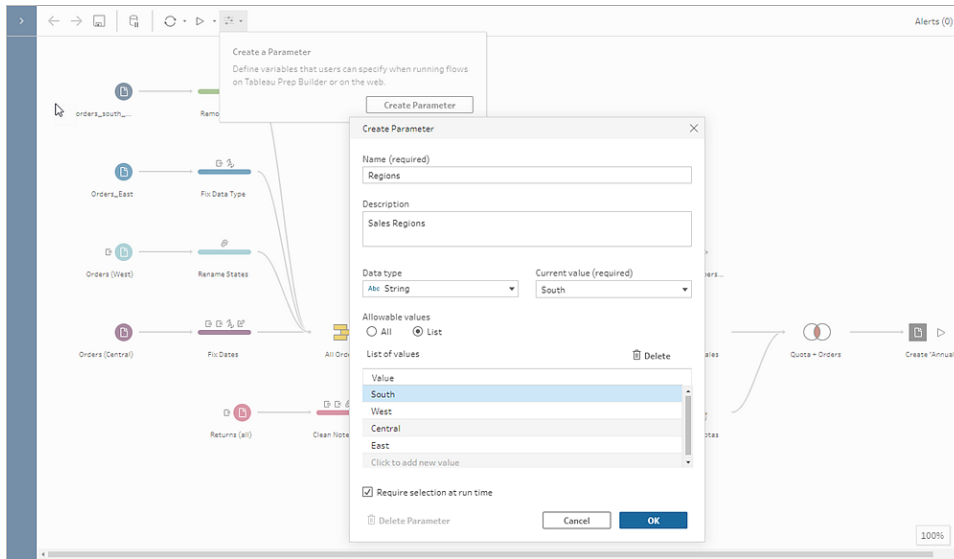 Alerts (0)
Create a Parameter
Define variables that users can specify when running flows
on Tableau Prep Builder or on the web.
Create Parameter
orders_south_...
Remo
Create Parameter
Name (required)
Regions
Description
Sales Regions
Orders_East
Fix Data Type
Orders (West)
Rename States
Data type
Current value (required)
Abc String
South
Allowable values
All
List
List of values
Delete
Value
South
West
Central
East
Click to add new value
Require selection at run time
Delete Parameter
Cancel
OK
Orders (Central)
Fix Dates
All Orde
Quota + Orders
Create "Annual
Returns (all)
Clean Note
100%